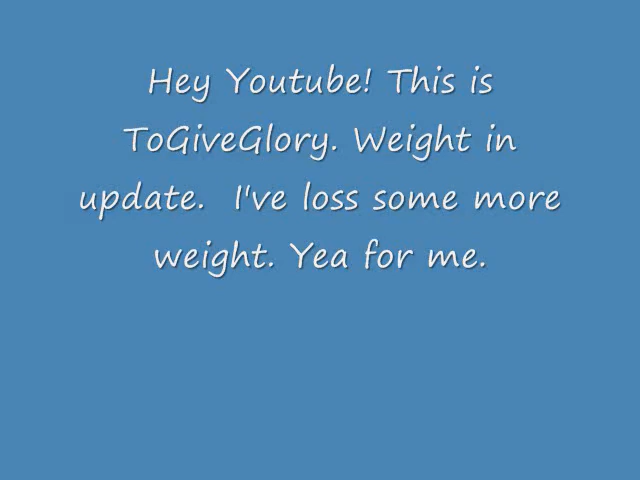 Hey Youtube! This is
ToGiveGlory. Weight in
update.  I've loss some more
weight. Yea for me.